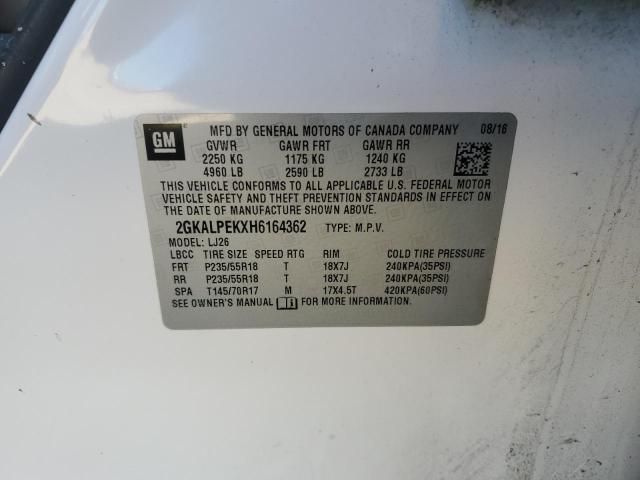 GM
MFD BY GENERAL MOTORS OF CANADA COMPANY 08/16
GVWR GAWR FRT GAWR RR
2250 KG 1175 KG 1240 KG
4960 LB 2590 LB 2733 LB
THIS VEHICLE CONFORMS TO ALL APPLICABLE U.S. FEDERAL MOTOR
VEHICLE SAFETY AND THEFT PREVENTION STANDARDS IN EFFECT ON
THE DATE OF MANUFACTURE SHOWN ABOVE.
2GKALPEKXH6164362 TYPE: M.P.V.
MODEL: LJ26
LBCC TIRE SIZE SPEED RTG RIM COLD TIRE PRESSURE
FRT P235/55R18 T 18X7J 240KPA(35PSI)
RR P235/55R18 T 18X7J 240KPA(35PSI)
SPA T145/70R17 M 17X4.5T 420KPA(60PSI)
SEE OWNER'S MANUAL FOR MORE INFORMATION.